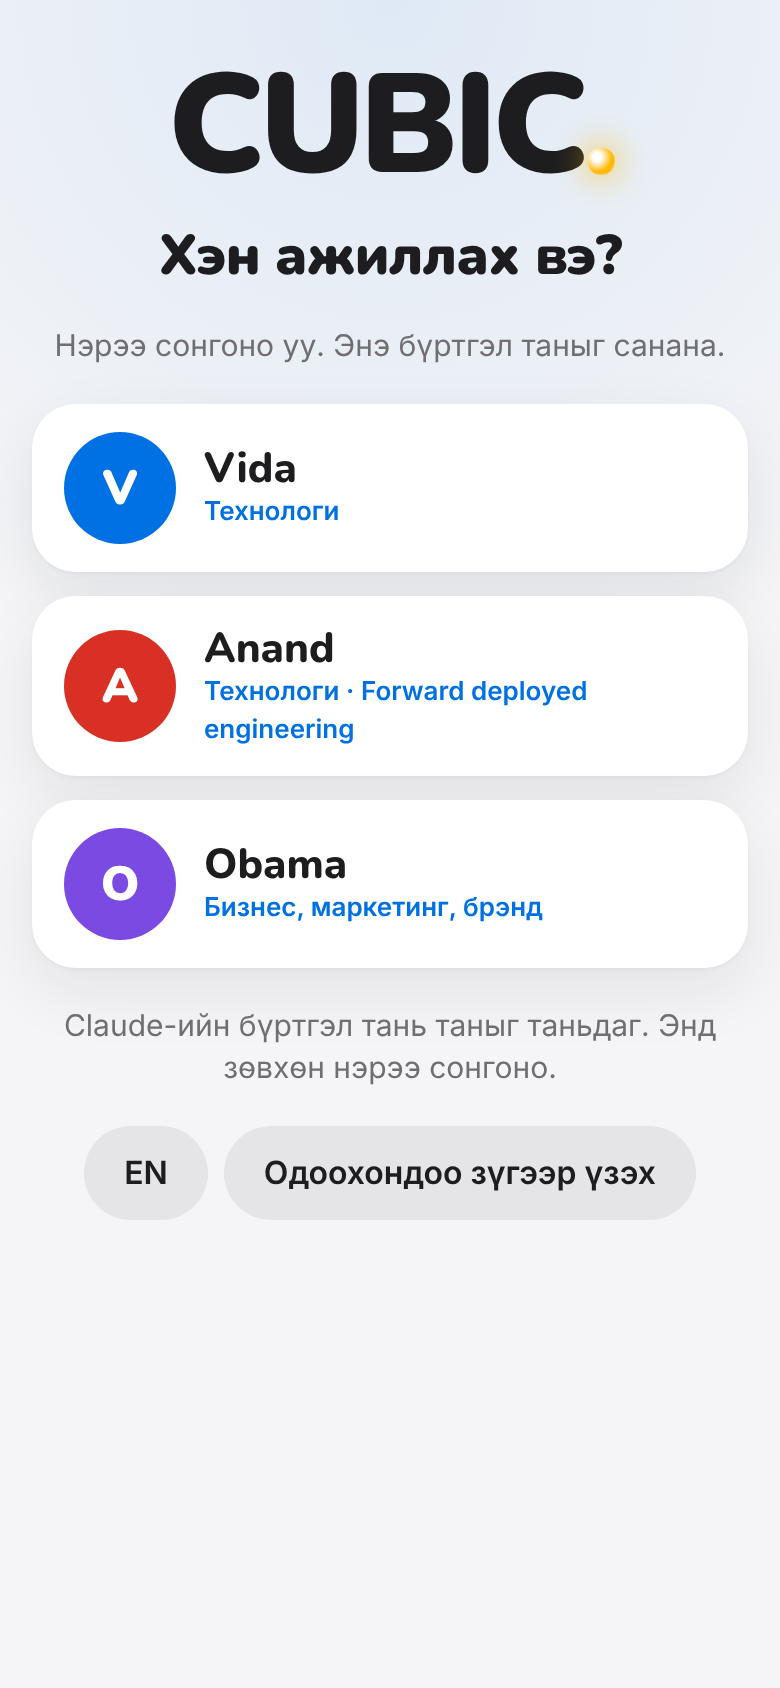 CUBIC.
Хэн ажиллах вэ?
Нэрээ сонгоно уу. Энэ бүртгэл таныг санана.
V
Vida
Технологи
A
Anand
Технологи · Forward deployed
engineering
O
Obama
Бизнес, маркетинг, брэнд
Claude-ийн бүртгэл тань таныг таньдаг. Энд
зөвхөн нэрээ сонгоно.
EN
Одоохондоо зүгээр үзэх